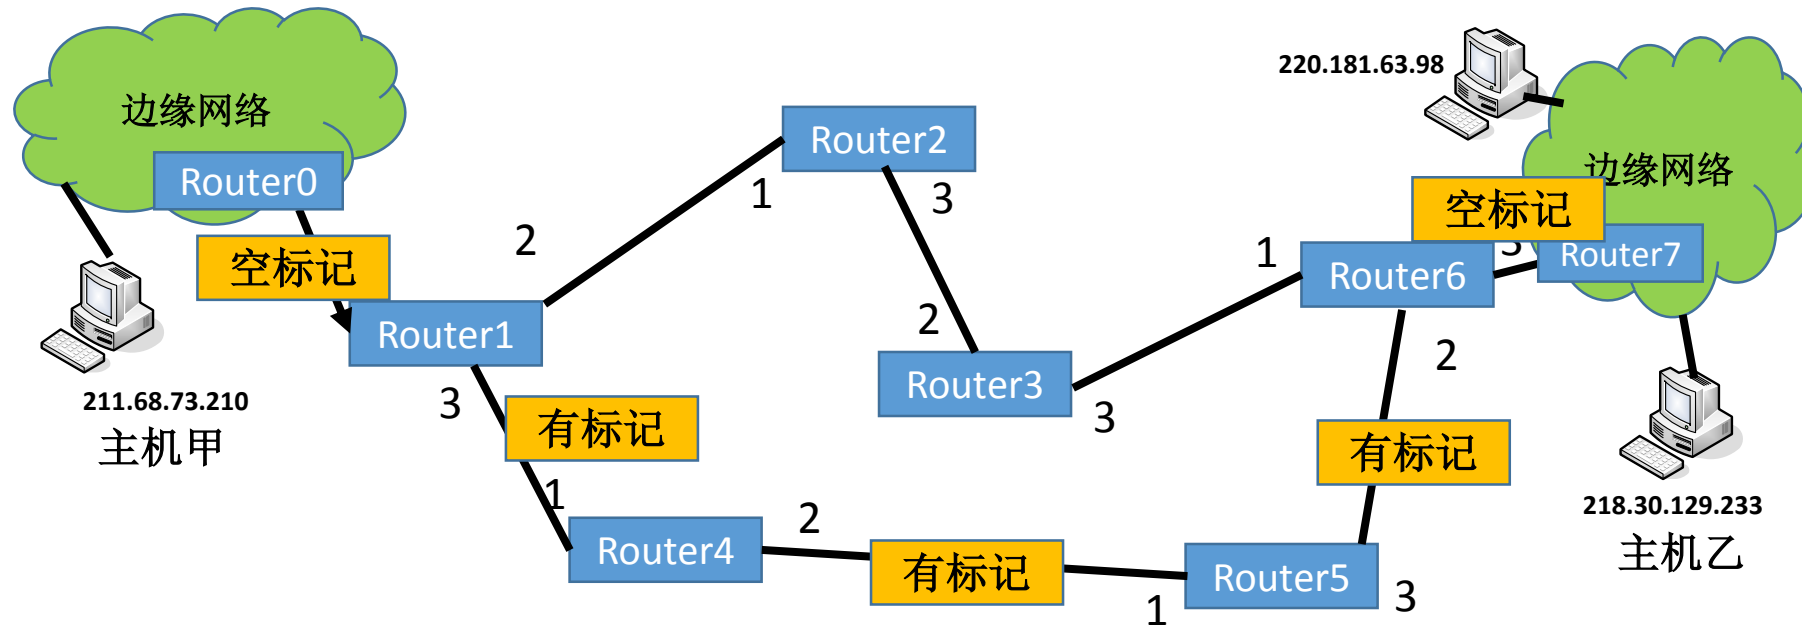 边缘网络
Router0
空标记
Router1
211.68.73.210
主机甲
2
3
有标记
1
Router4
2
有标记
1
Router5
3
有标记
2
1
Router2
3
2
Router3
3
1
Router6
3
空标记
Router7
边缘网络
220.181.63.98
218.30.129.233
主机乙